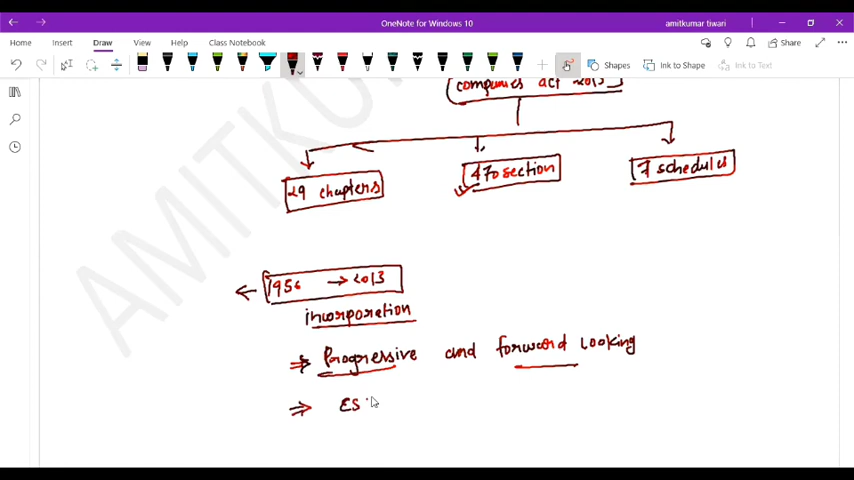 OneNote for Windows 10
amitkumar tiwari
Home Insert Draw View Help Class Notebook
Share
Shapes Ink to Shape Ink to Text
companies act 2013
29 chapters
470 section
7 schedules
1956 → 2013
incorporation
⇒ Progressive and forward looking
⇒ ES
AMITKU